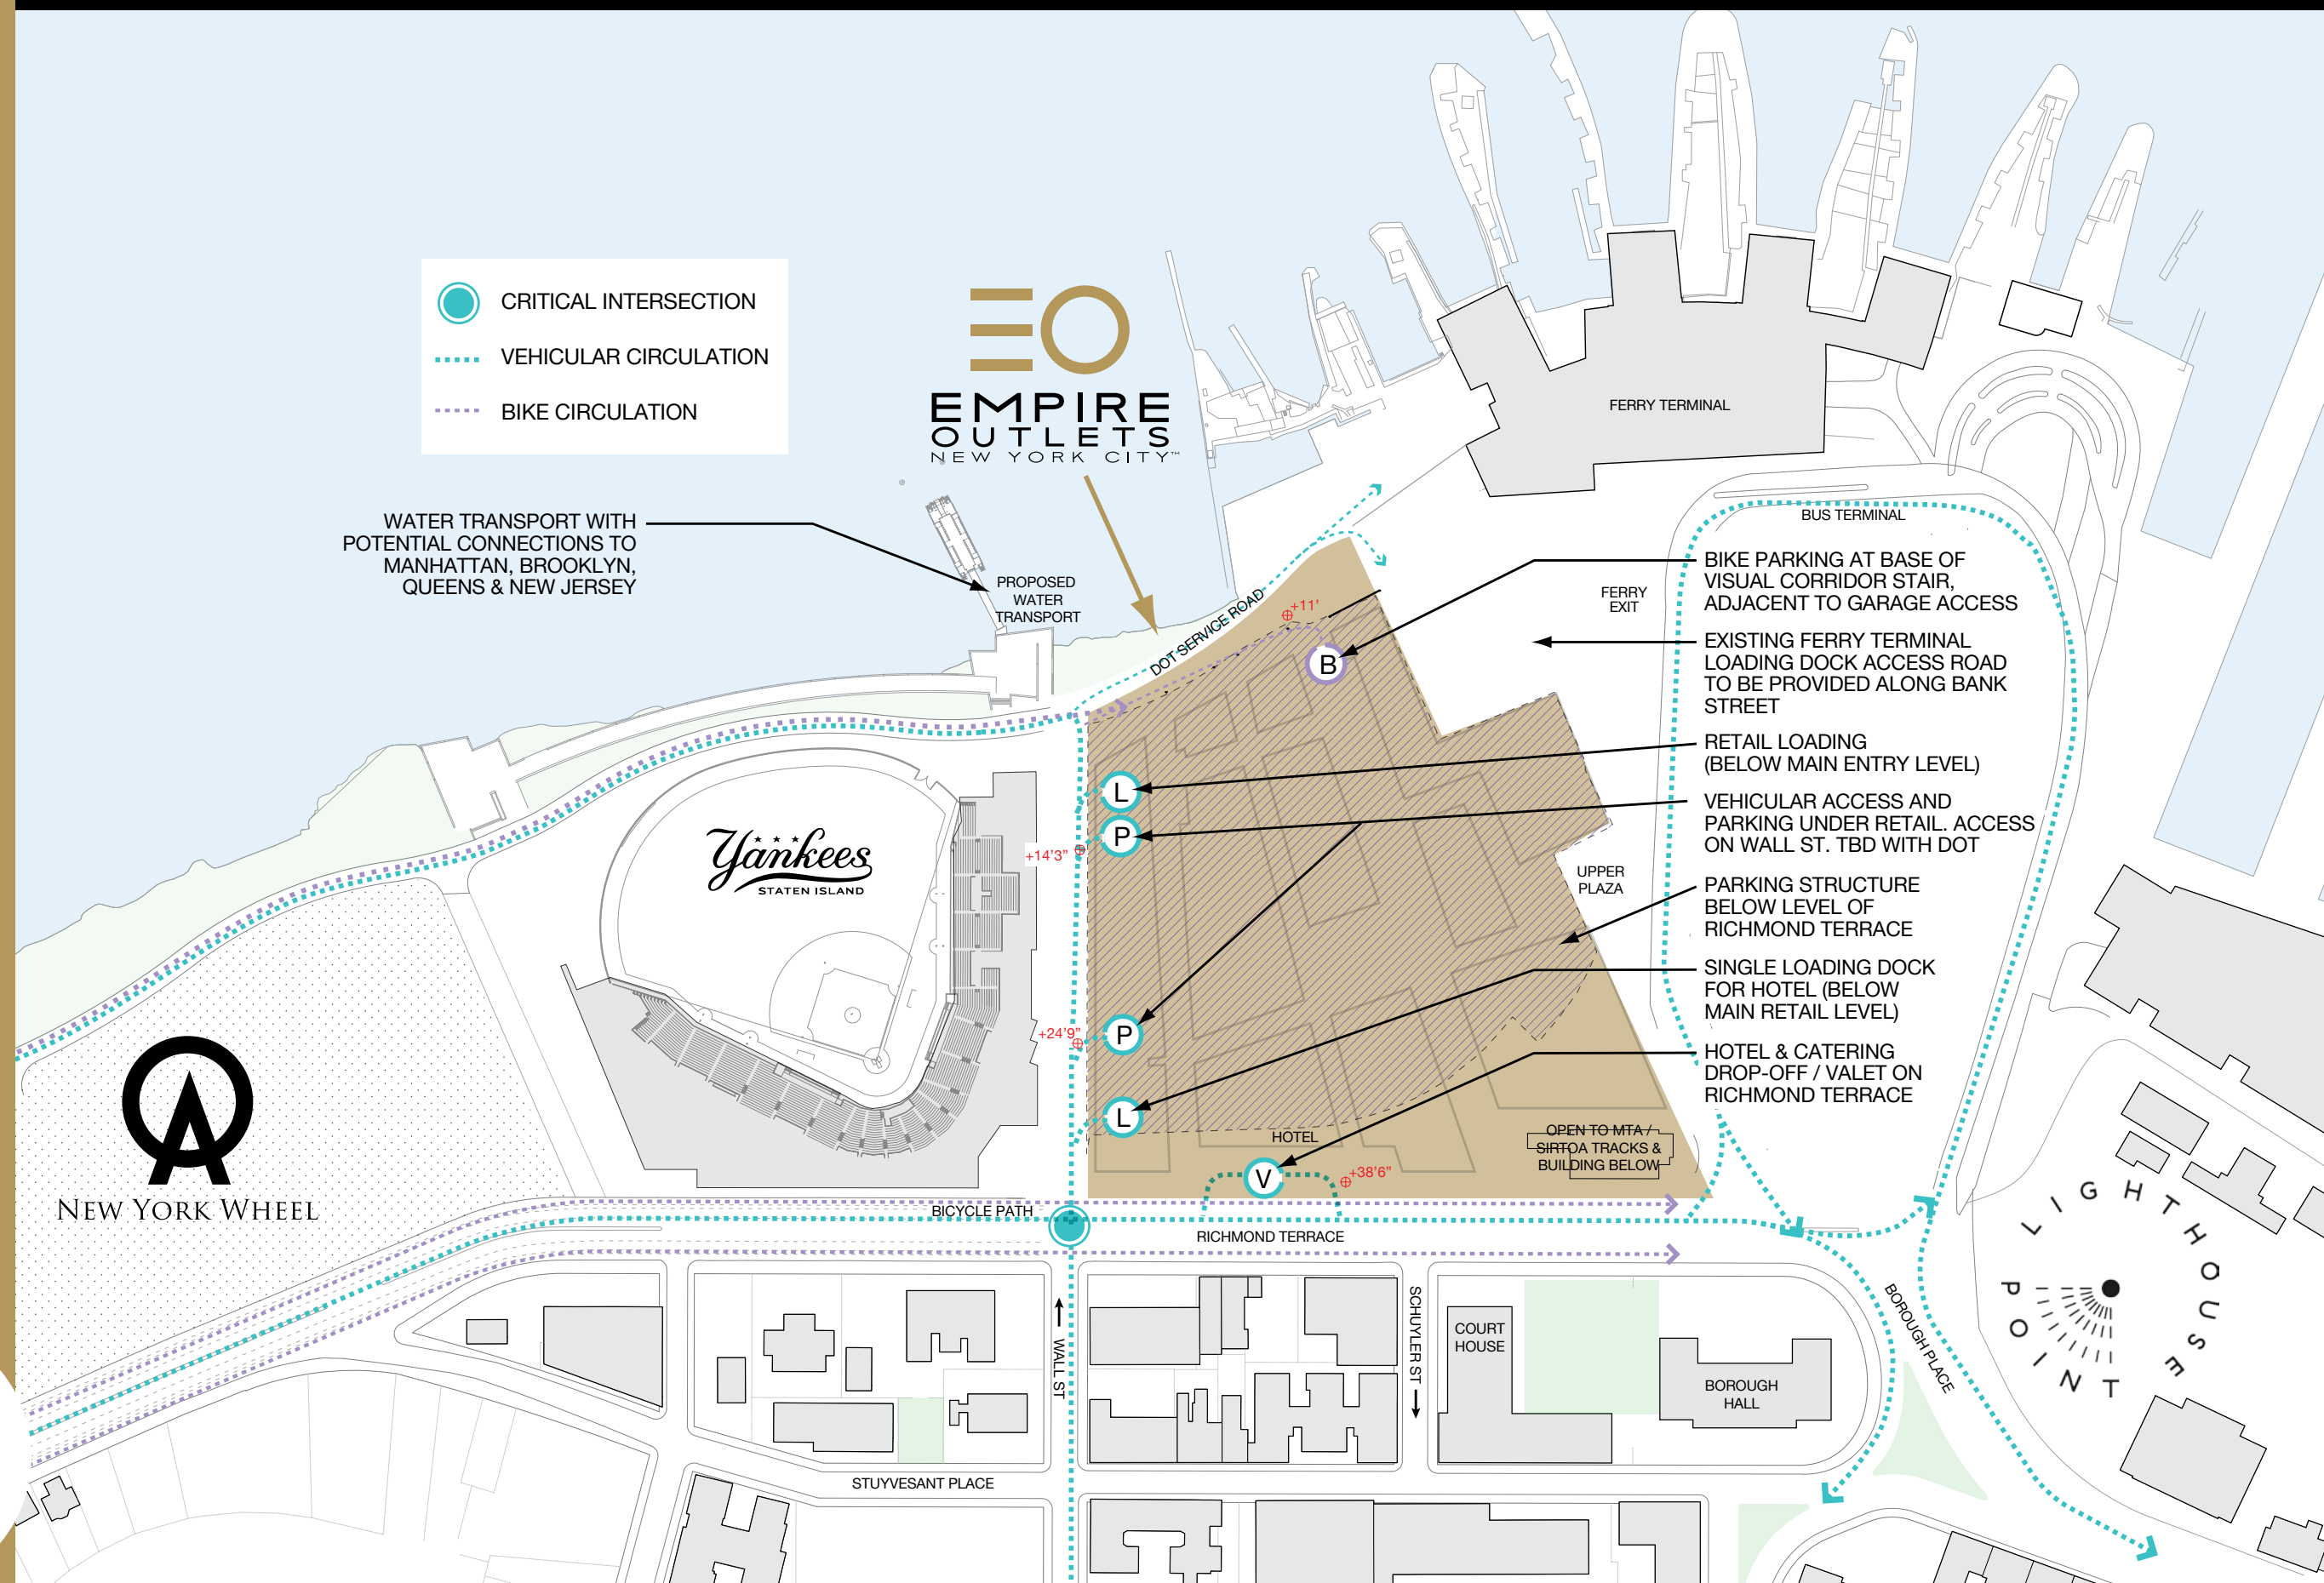 CRITICAL INTERSECTION
VEHICULAR CIRCULATION
BIKE CIRCULATION
EO
EMPIRE
OUTLETS
NEW YORK CITY™
WATER TRANSPORT WITH
POTENTIAL CONNECTIONS TO
MANHATTAN, BROOKLYN,
QUEENS & NEW JERSEY
PROPOSED
WATER
TRANSPORT
DOT SERVICE ROAD
+11'
B
FERRY TERMINAL
BUS TERMINAL
FERRY
EXIT
BIKE PARKING AT BASE OF
VISUAL CORRIDOR STAIR,
ADJACENT TO GARAGE ACCESS
EXISTING FERRY TERMINAL
LOADING DOCK ACCESS ROAD
TO BE PROVIDED ALONG BANK
STREET
RETAIL LOADING
(BELOW MAIN ENTRY LEVEL)
VEHICULAR ACCESS AND
PARKING UNDER RETAIL. ACCESS
ON WALL ST. TBD WITH DOT
PARKING STRUCTURE
BELOW LEVEL OF
RICHMOND TERRACE
SINGLE LOADING DOCK
FOR HOTEL (BELOW
MAIN RETAIL LEVEL)
HOTEL & CATERING
DROP-OFF / VALET ON
RICHMOND TERRACE
UPPER
PLAZA
L
P
+14'3"
Yankees
STATEN ISLAND
+24'9"
P
L
HOTEL
V
+38'6"
OPEN TO MTA /
SIRTOA TRACKS &
BUILDING BELOW
NEW YORK WHEEL
BICYCLE PATH
RICHMOND TERRACE
WALL ST
SCHUYLER ST
COURT
HOUSE
BOROUGH
HALL
BOROUGH PLACE
LIGHTHOUSE
POINT
STUYVESANT PLACE